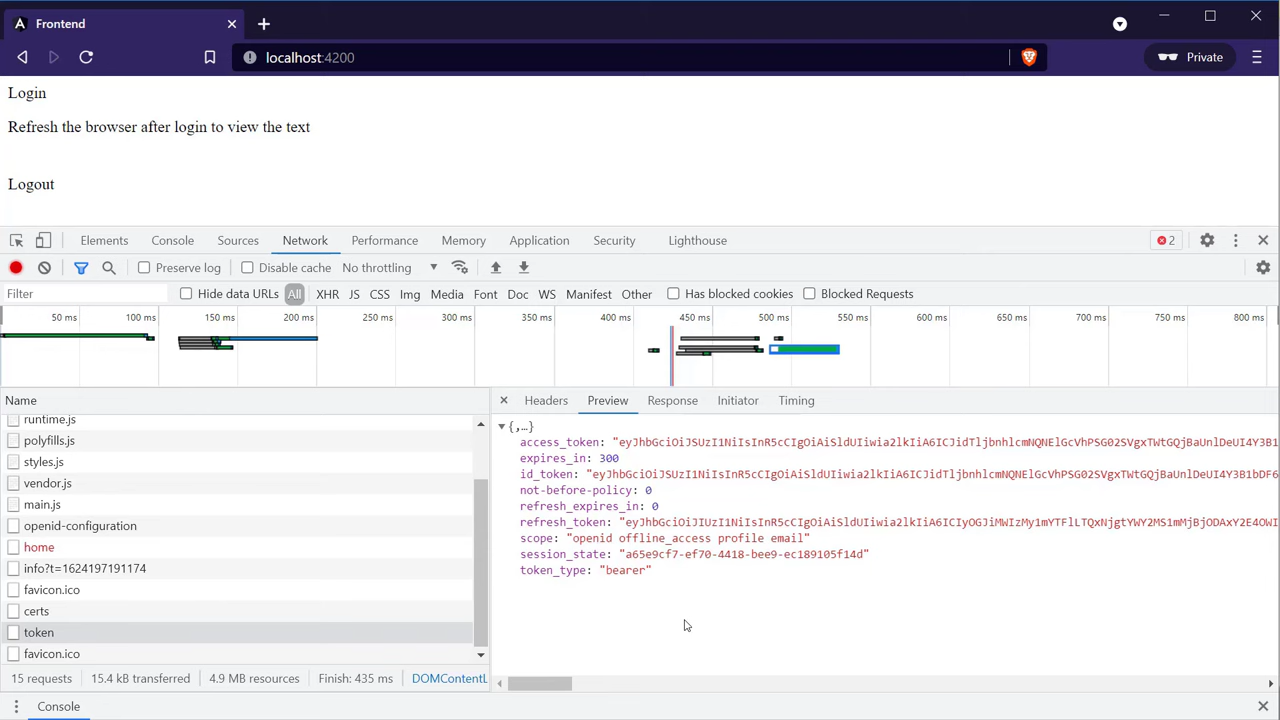 Frontend
localhost:4200
Private
Login
Refresh the browser after login to view the text
Logout
Elements Console Sources Network Performance Memory Application Security Lighthouse 2
Preserve log Disable cache No throttling
Filter Hide data URLs All XHR JS CSS Img Media Font Doc WS Manifest Other Has blocked cookies Blocked Requests
50 ms 100 ms 150 ms 200 ms 250 ms 300 ms 350 ms 400 ms 450 ms 500 ms 550 ms 600 ms 650 ms 700 ms 750 ms 800 ms
Name
runtime.js
polyfills.js
styles.js
vendor.js
main.js
openid-configuration
home
info?t=1624197191174
favicon.ico
certs
token
favicon.ico
15 requests 15.4 kB transferred 4.9 MB resources Finish: 435 ms DOMContentL
Headers Preview Response Initiator Timing
{,…}
access_token:
expires_in: 300
id_token:
not-before-policy: 0
refresh_expires_in: 0
refresh_token:
scope: "openid offline_access profile email"
session_state: "a65e9cf7-ef70-4418-bee9-ec189105f14d"
token_type: "bearer"
Console